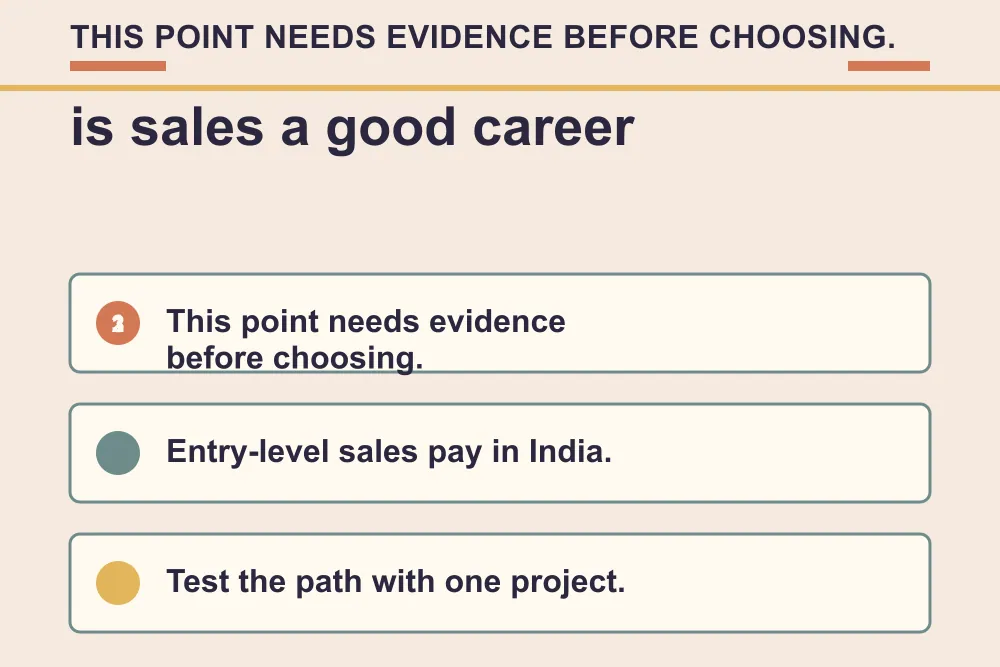 THIS POINT NEEDS EVIDENCE BEFORE CHOOSING.
is sales a good career
This point needs evidence
before choosing.
Entry-level sales pay in India.
Test the path with one project.